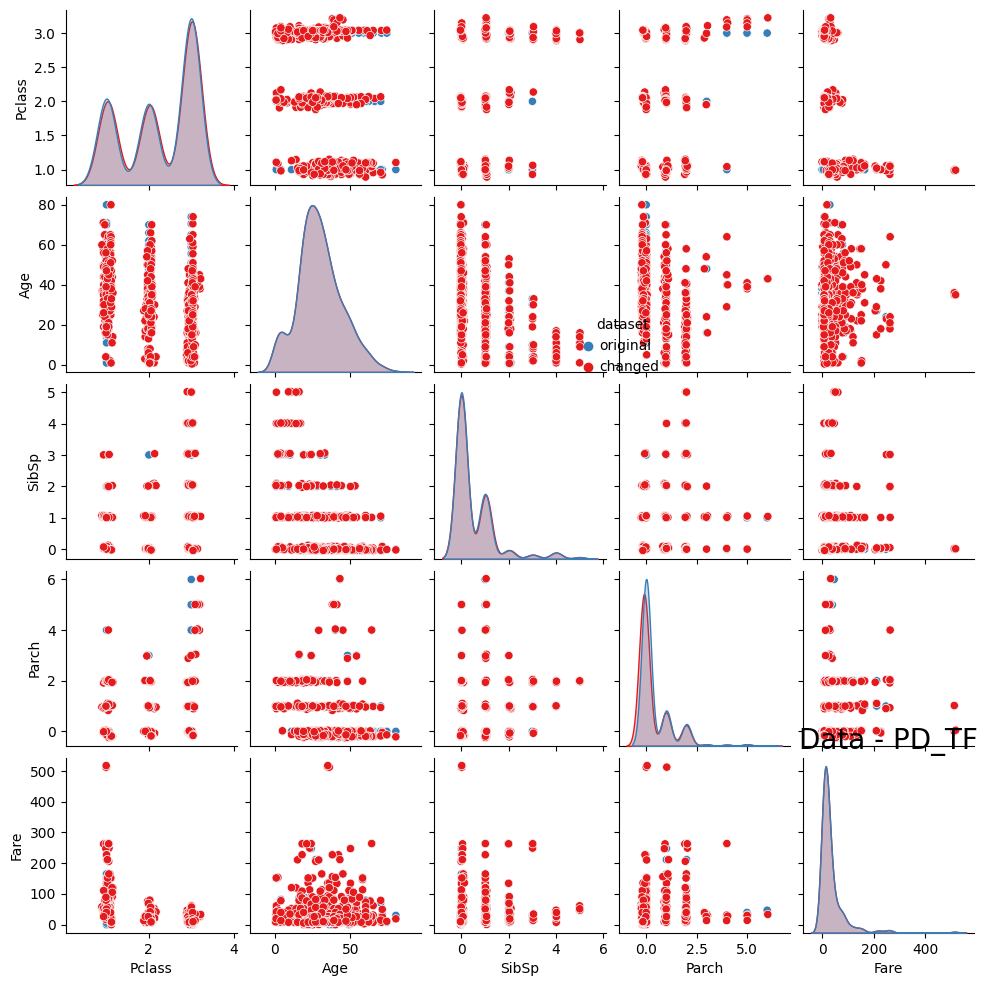 Pclass
3.0
2.5
2.0
1.5
1.0
Age
80
60
40
20
0
dataset
original
changed
SibSp
5
4
3
2
1
0
Parch
6
4
2
0
Data - PD_TF
Fare
500
400
300
200
100
0
2 4 0 50 0 2 4 6 0.0 2.5 5.0 0 200 400
Pclass Age SibSp Parch Fare